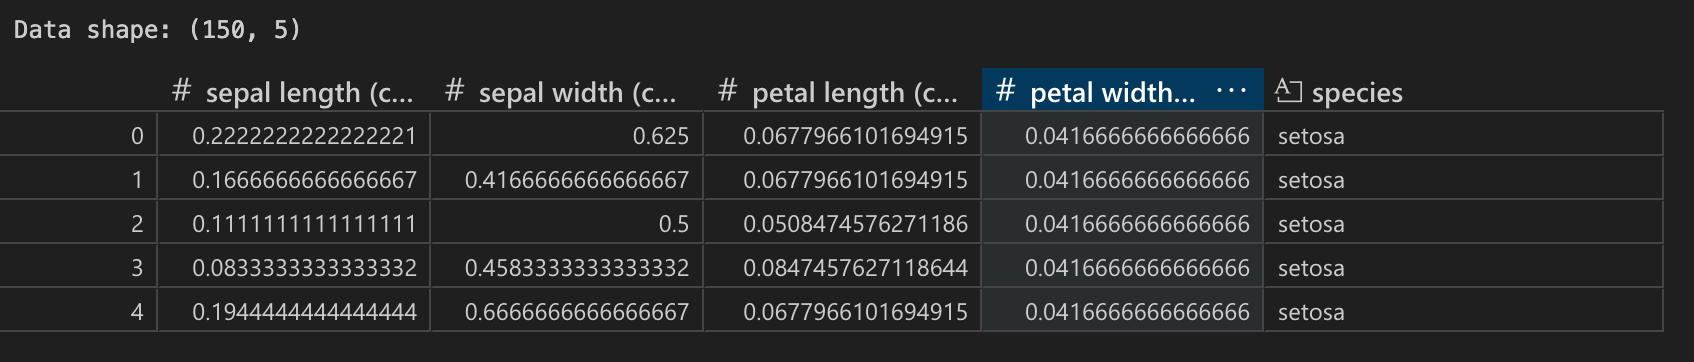 Data shape: (150, 5)
# sepal length (c... # sepal width (c... # petal length (c... # petal width... ··· A species
0 0.2222222222222221 0.625 0.0677966101694915 0.0416666666666666 setosa
1 0.1666666666666667 0.4166666666666667 0.0677966101694915 0.0416666666666666 setosa
2 0.1111111111111111 0.5 0.0508474576271186 0.0416666666666666 setosa
3 0.0833333333333332 0.4583333333333332 0.0847457627118644 0.0416666666666666 setosa
4 0.1944444444444444 0.6666666666666667 0.0677966101694915 0.0416666666666666 setosa